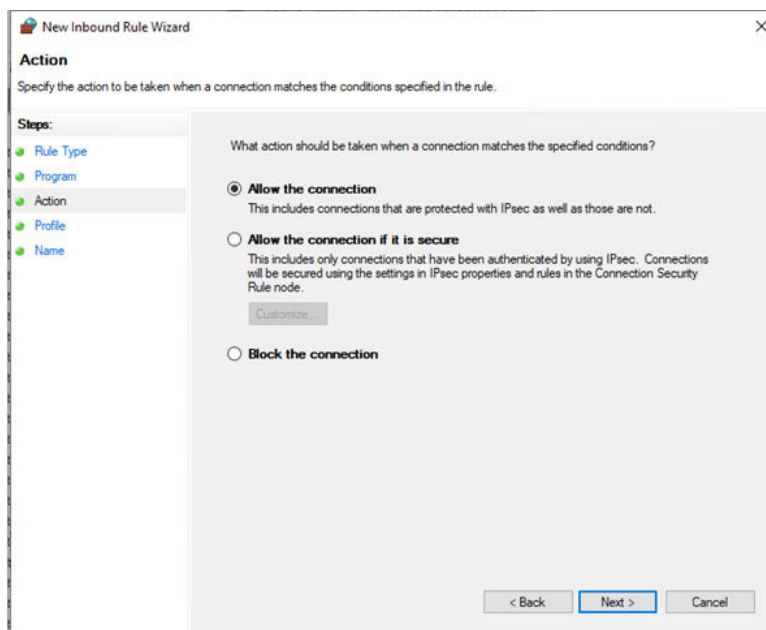 New Inbound Rule Wizard
Action
Specify the action to be taken when a connection matches the conditions specified in the rule.
Steps:
Rule Type
Program
Action
Profile
Name
What action should be taken when a connection matches the specified conditions?
Allow the connection
This includes connections that are protected with IPsec as well as those are not.
Allow the connection if it is secure
This includes only connections that have been authenticated by using IPsec. Connections
will be secured using the settings in IPsec properties and rules in the Connection Security
Rule node.
Customize...
Block the connection
< Back
Next >
Cancel